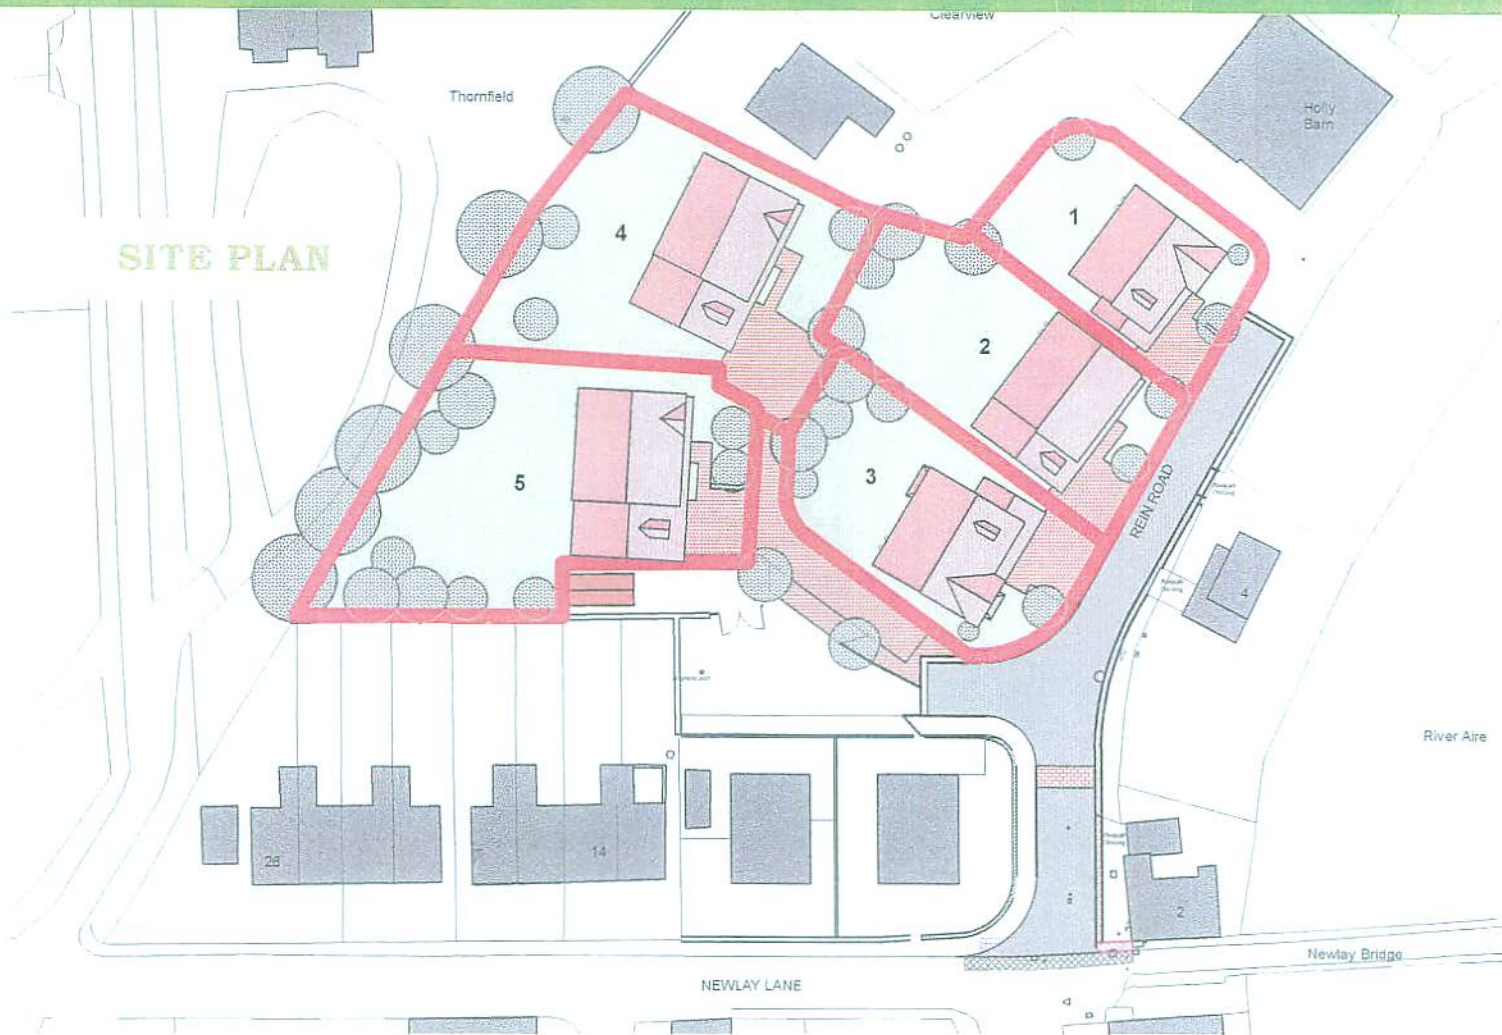 Clearview
Thornfield
Holly
Barn
SITE PLAN
1
4
2
3
5
REIN ROAD
4
River Aire
26
14
2
Newlay Bridge
NEWLAY LANE